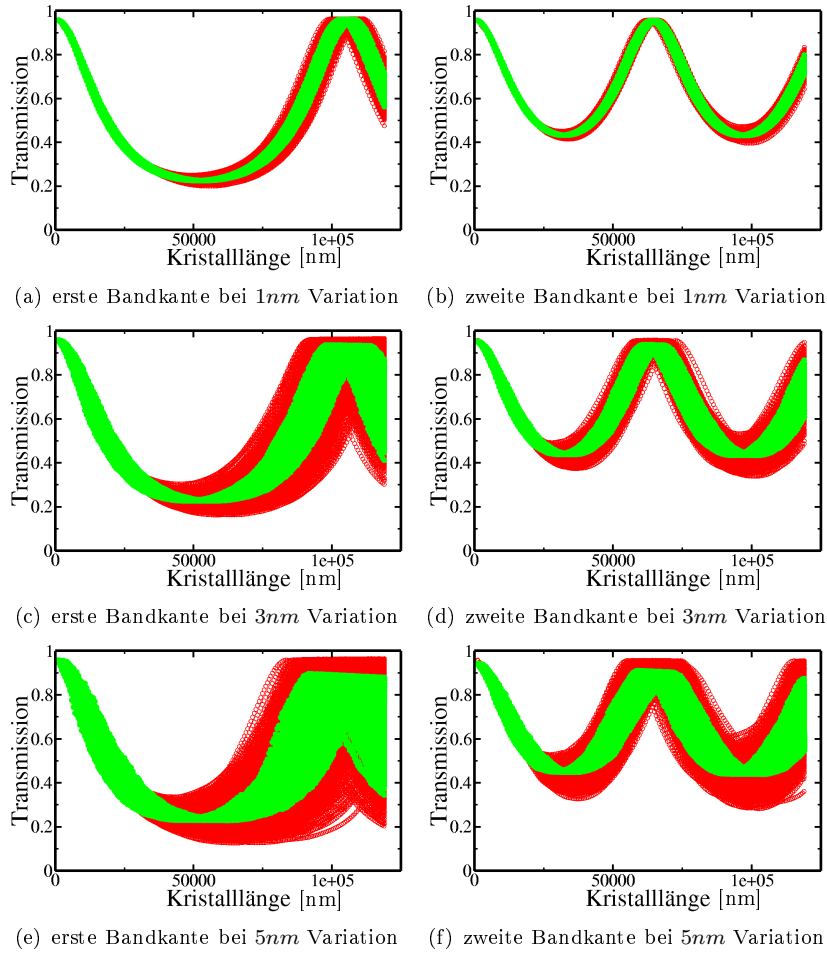 1
0.8
0.6
0.4
0.2
0
Transmission
0 50000 1e+05
Kristalllänge [nm]
(a) erste Bandkante bei 1nm Variation
1
0.8
0.6
0.4
0.2
0
Transmission
0 50000 1e+05
Kristalllänge [nm]
(b) zweite Bandkante bei 1nm Variation
1
0.8
0.6
0.4
0.2
0
Transmission
0 50000 1e+05
Kristalllänge [nm]
(c) erste Bandkante bei 3nm Variation
1
0.8
0.6
0.4
0.2
0
Transmission
0 50000 1e+05
Kristalllänge [nm]
(d) zweite Bandkante bei 3nm Variation
1
0.8
0.6
0.4
0.2
0
Transmission
0 50000 1e+05
Kristalllänge [nm]
(e) erste Bandkante bei 5nm Variation
1
0.8
0.6
0.4
0.2
0
Transmission
0 50000 1e+05
Kristalllänge [nm]
(f) zweite Bandkante bei 5nm Variation